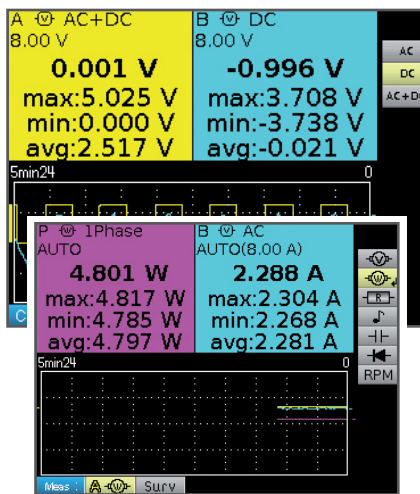 A V AC+DC
8.00 V
0.001 V
max:5.025 V
min:0.000 V
avg:2.517 V
B V DC
8.00 V
-0.996 V
max:3.708 V
min:-3.738 V
avg:-0.021 V
AC
DC
AC+D
5min24 0
C
P W 1Phase
AUTO
4.801 W
max:4.817 W
min:4.785 W
avg:4.797 W
B V AC
AUTO(8.00 A)
2.288 A
max:2.304 A
min:2.268 A
avg:2.281 A
V
W
R
RPM
5min24 0
Meas : A W Surv